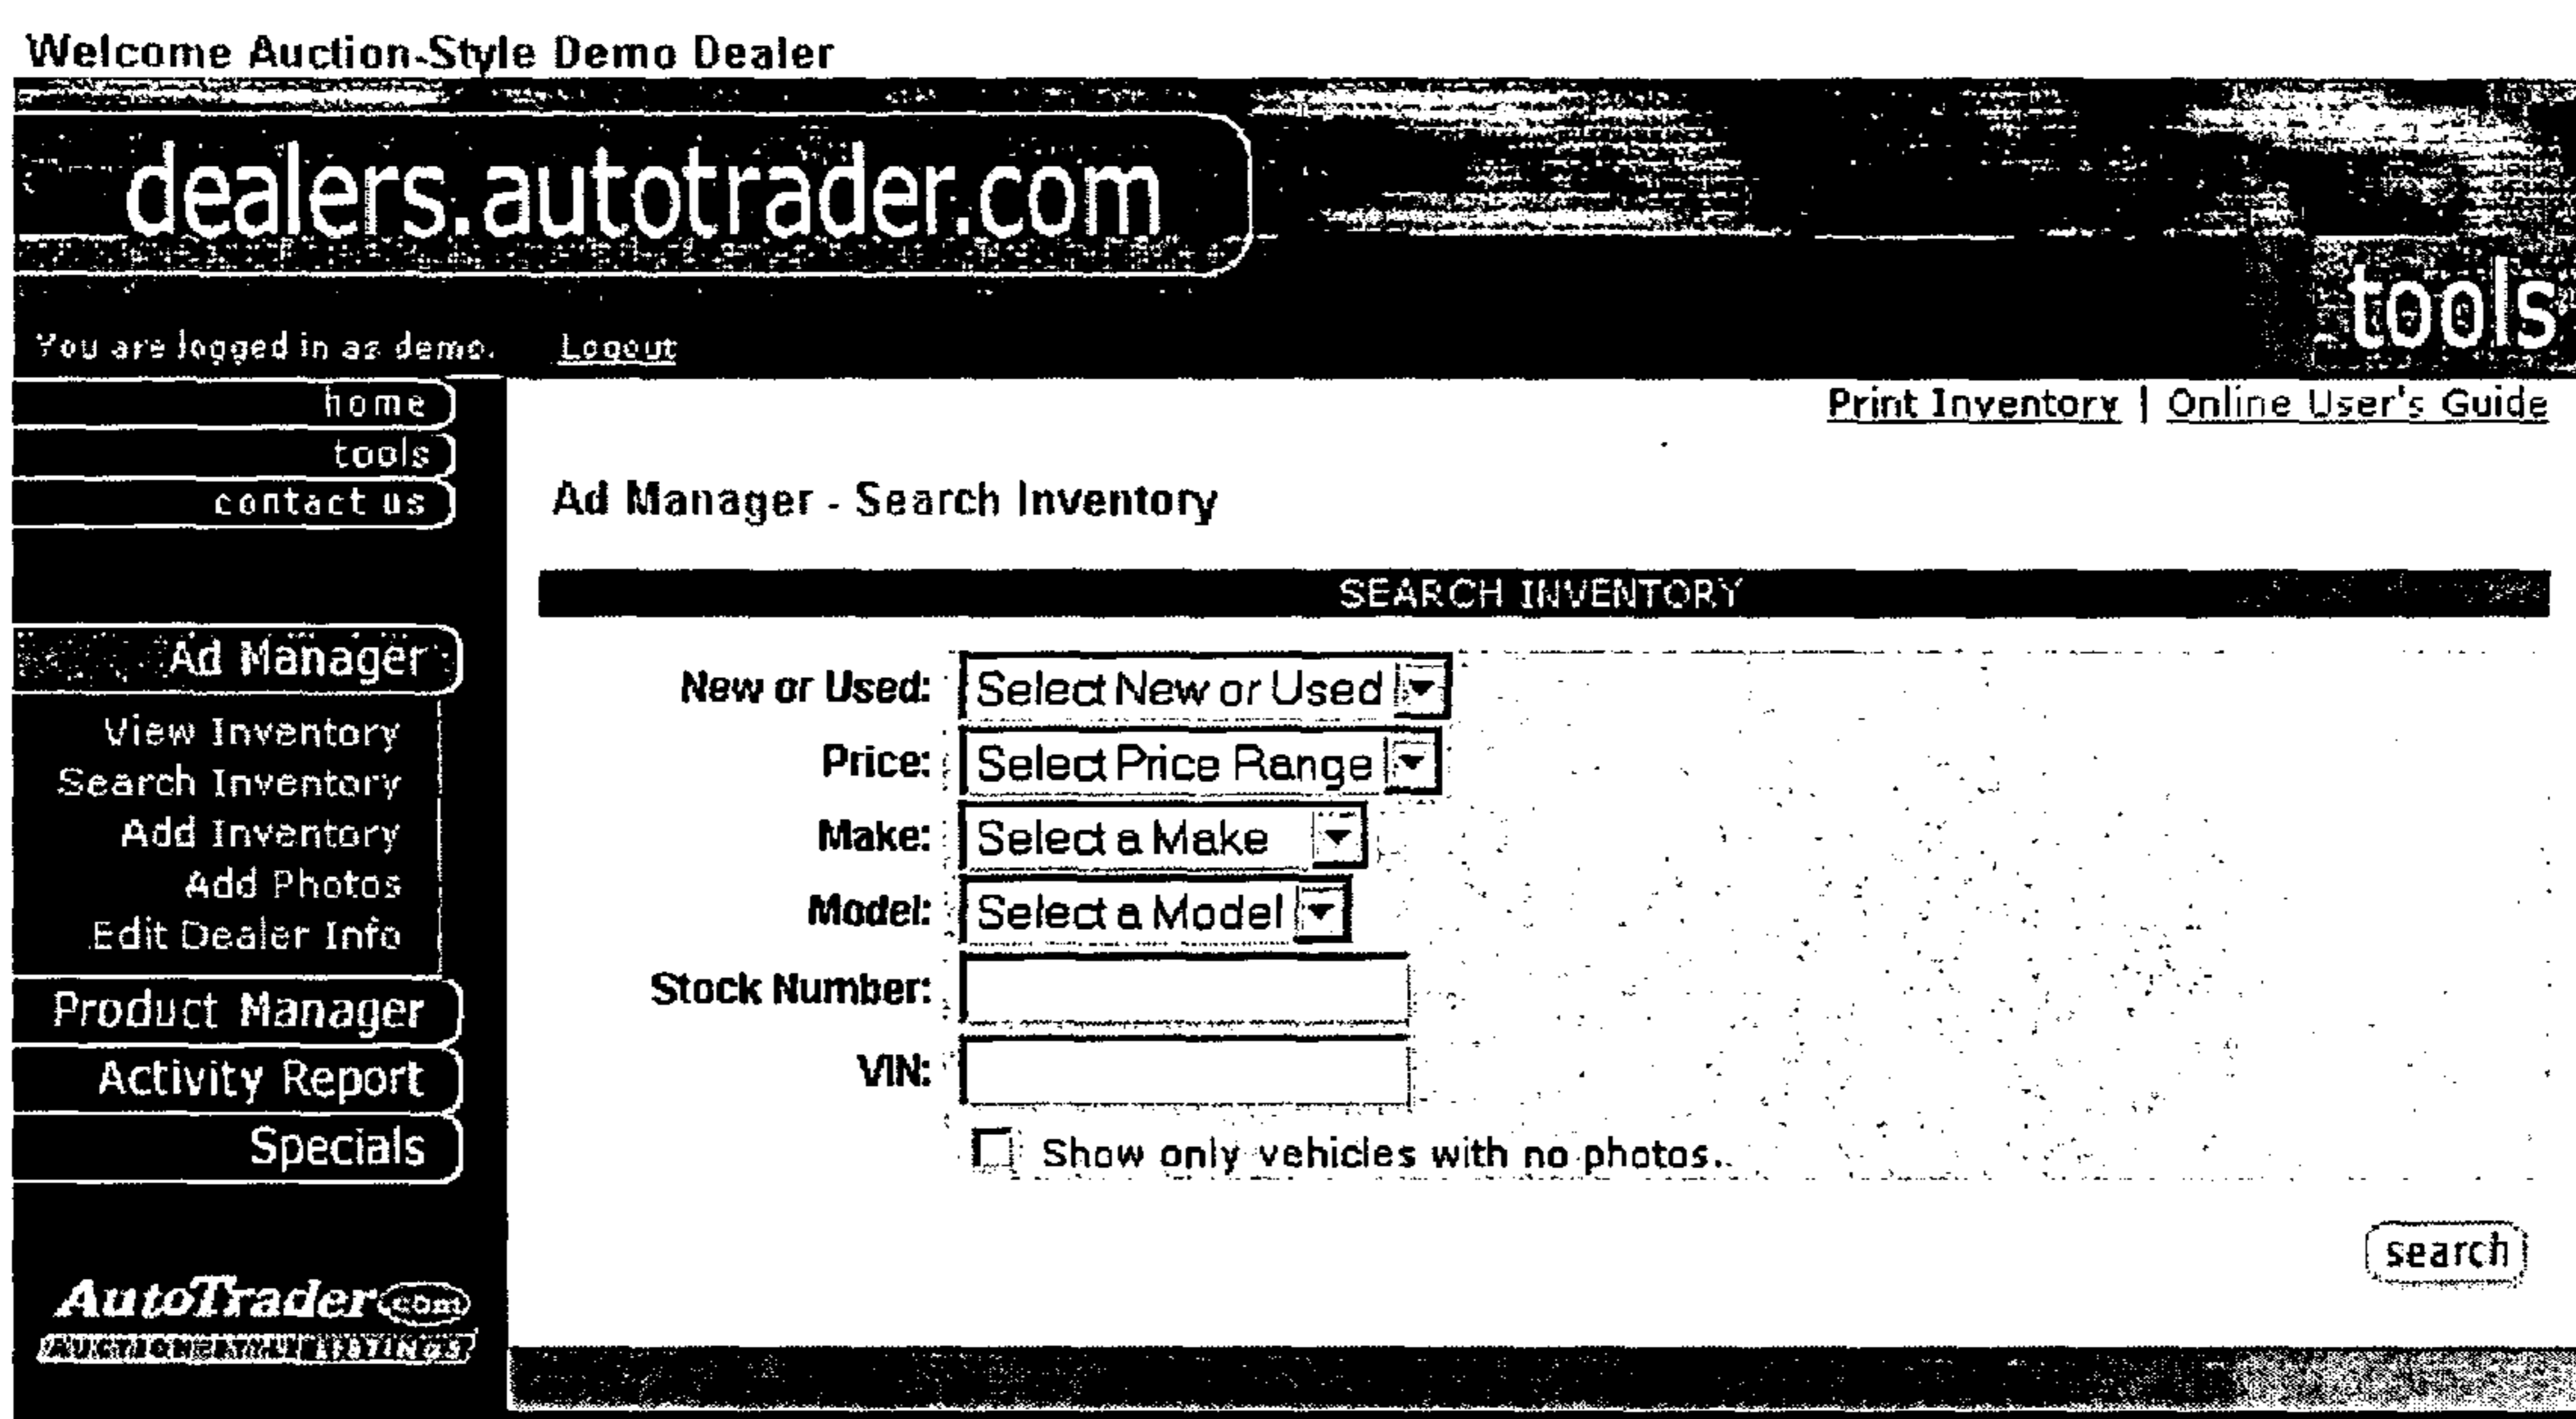 Welcome Auction-Style Demo Dealer
dealers.autotrader.com
tools
You are logged in as demo. Logout
home
tools
contact us
Print Inventory | Online User's Guide
Ad Manager - Search Inventory
SEARCH INVENTORY
Ad Manager
View Inventory
Search Inventory
Add Inventory
Add Photos
Edit Dealer Info
Product Manager
Activity Report
Specials
New or Used: Select New or Used
Price: Select Price Range
Make: Select a Make
Model: Select a Model
Stock Number:
VIN:
Show only vehicles with no photos.
search
AutoTrader.com
AUCTION STYLE LISTINGS